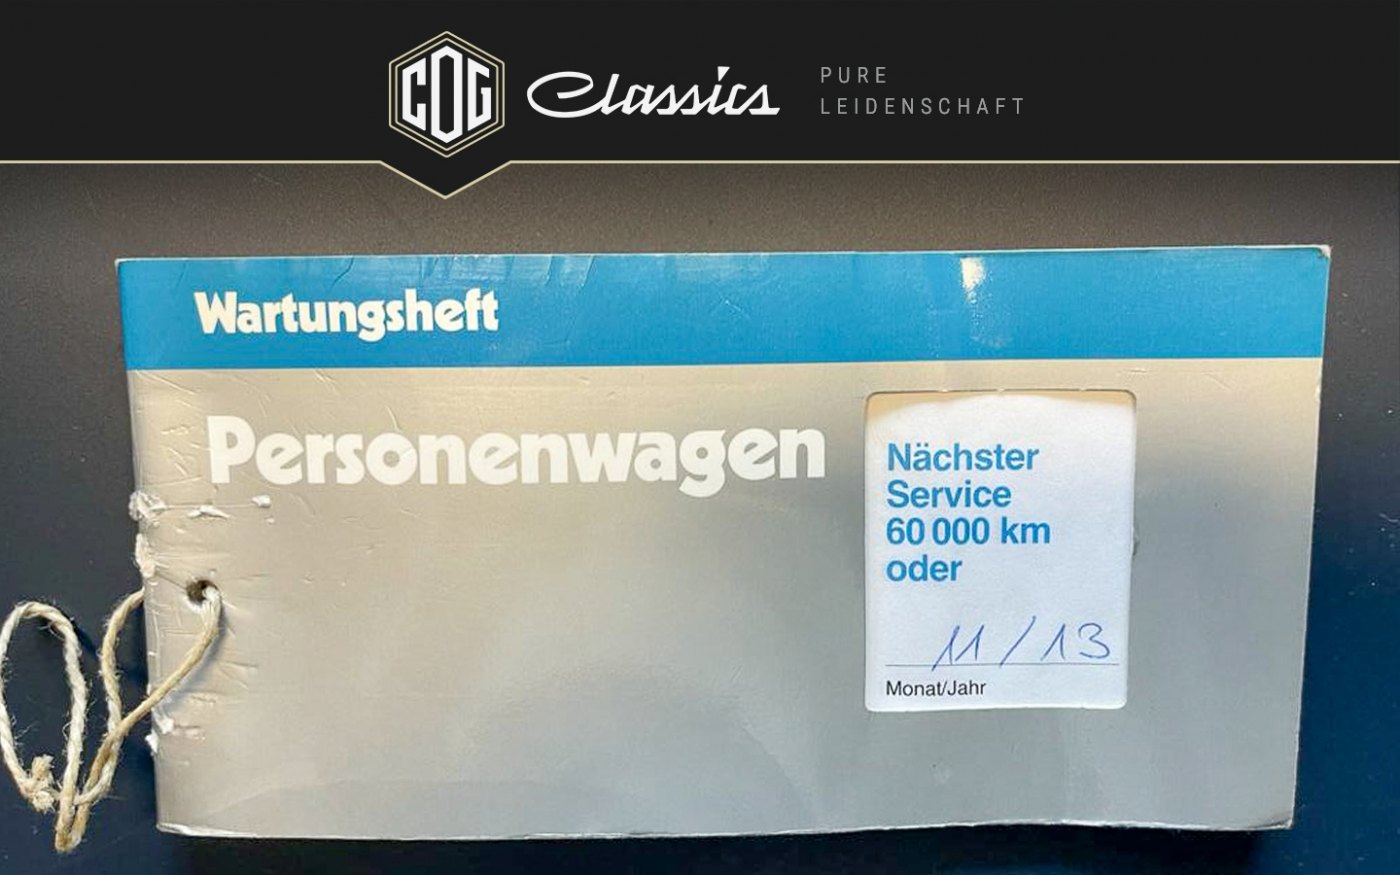 COG Classics PURE
LEIDENSCHAFT
Wartungsheft
Personenwagen
Nächster
Service
60 000 km
oder
11/13
Monat/Jahr